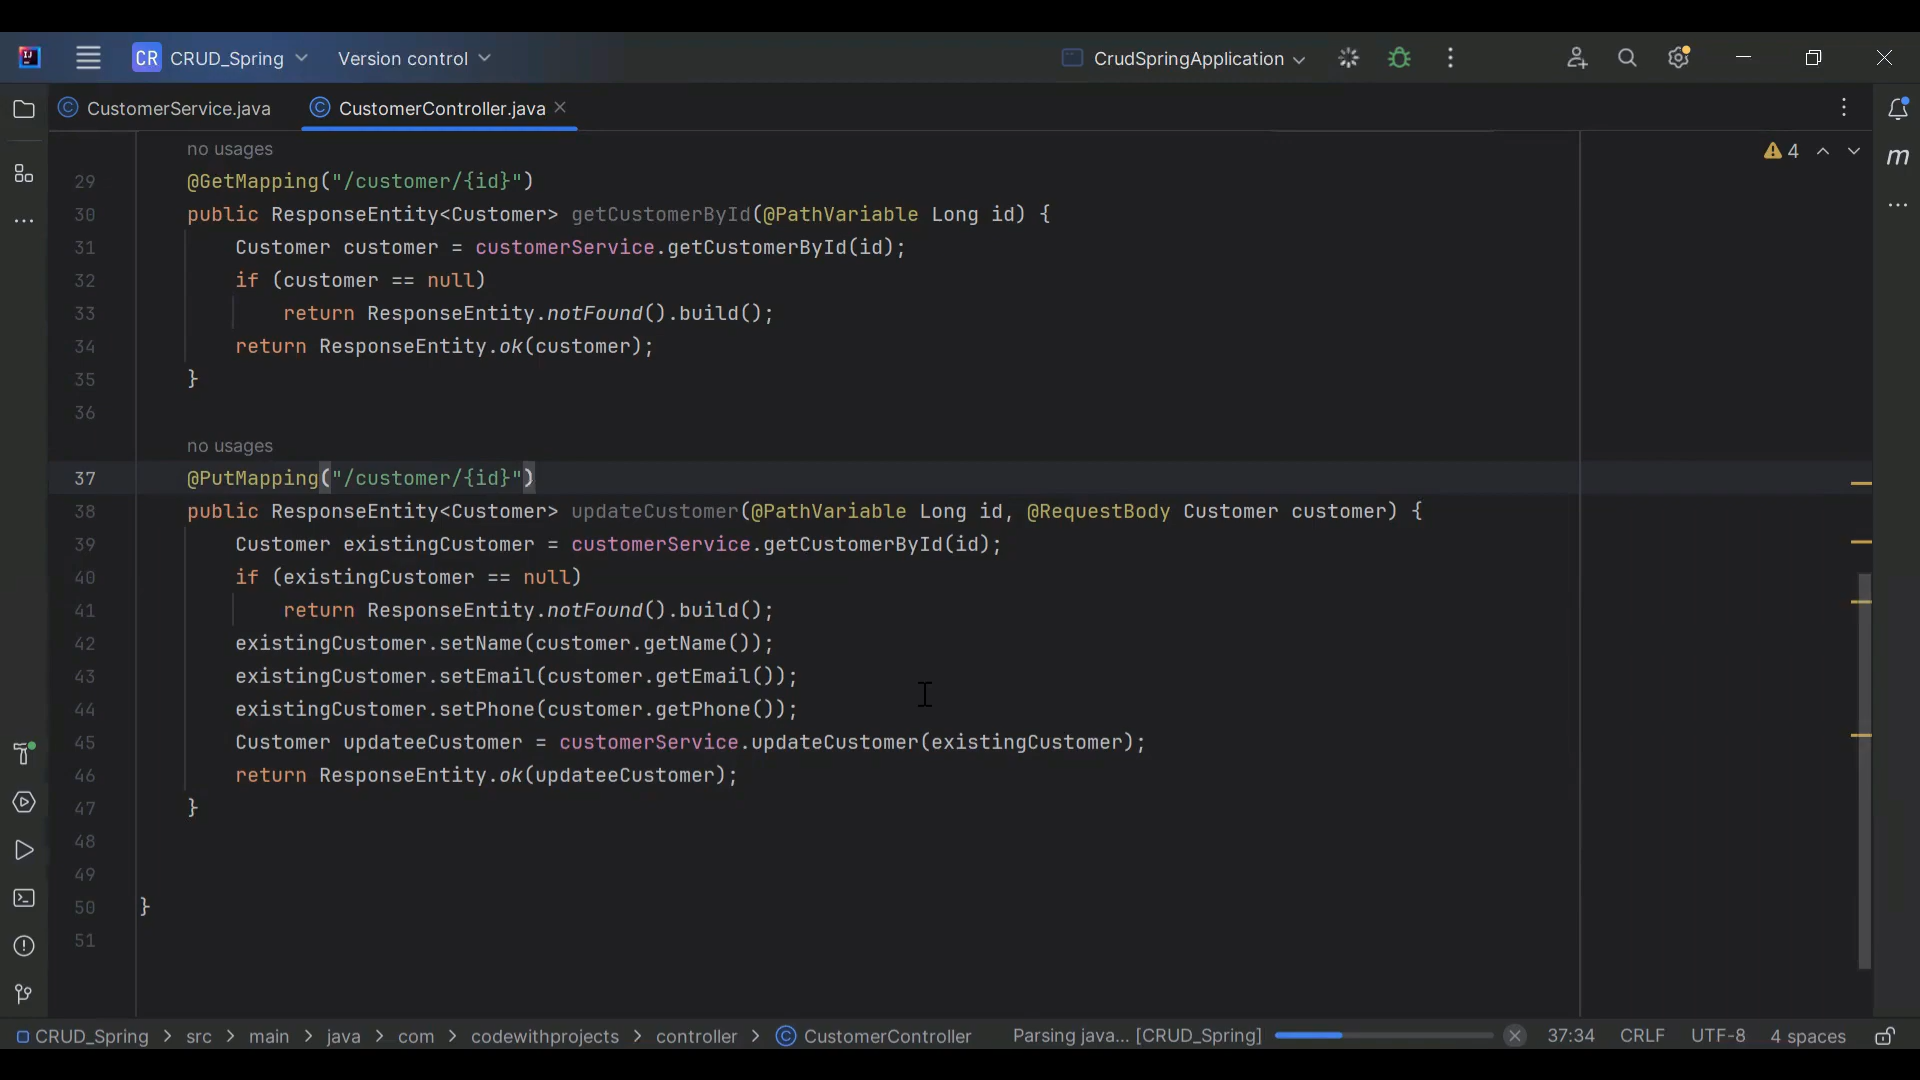 CR CRUD_Spring Version control CrudSpringApplication
CustomerService.java CustomerController.java
no usages 4
29 @GetMapping("/customer/{id}")
30 public ResponseEntity<Customer> getCustomerById(@PathVariable Long id) {
31 Customer customer = customerService.getCustomerById(id);
32 if (customer == null)
33 return ResponseEntity.notFound().build();
34 return ResponseEntity.ok(customer);
35 }
36
no usages
37 @PutMapping("/customer/{id}")
38 public ResponseEntity<Customer> updateCustomer(@PathVariable Long id, @RequestBody Customer customer) {
39 Customer existingCustomer = customerService.getCustomerById(id);
40 if (existingCustomer == null)
41 return ResponseEntity.notFound().build();
42 existingCustomer.setName(customer.getName());
43 existingCustomer.setEmail(customer.getEmail());
44 existingCustomer.setPhone(customer.getPhone());
45 Customer updateeCustomer = customerService.updateCustomer(existingCustomer);
46 return ResponseEntity.ok(updateeCustomer);
47 }
48
49
50 }
51
CRUD_Spring > src > main > java > com > codewithprojects > controller > CustomerController Parsing java... [CRUD_Spring] 37:34 CRLF UTF-8 4 spaces